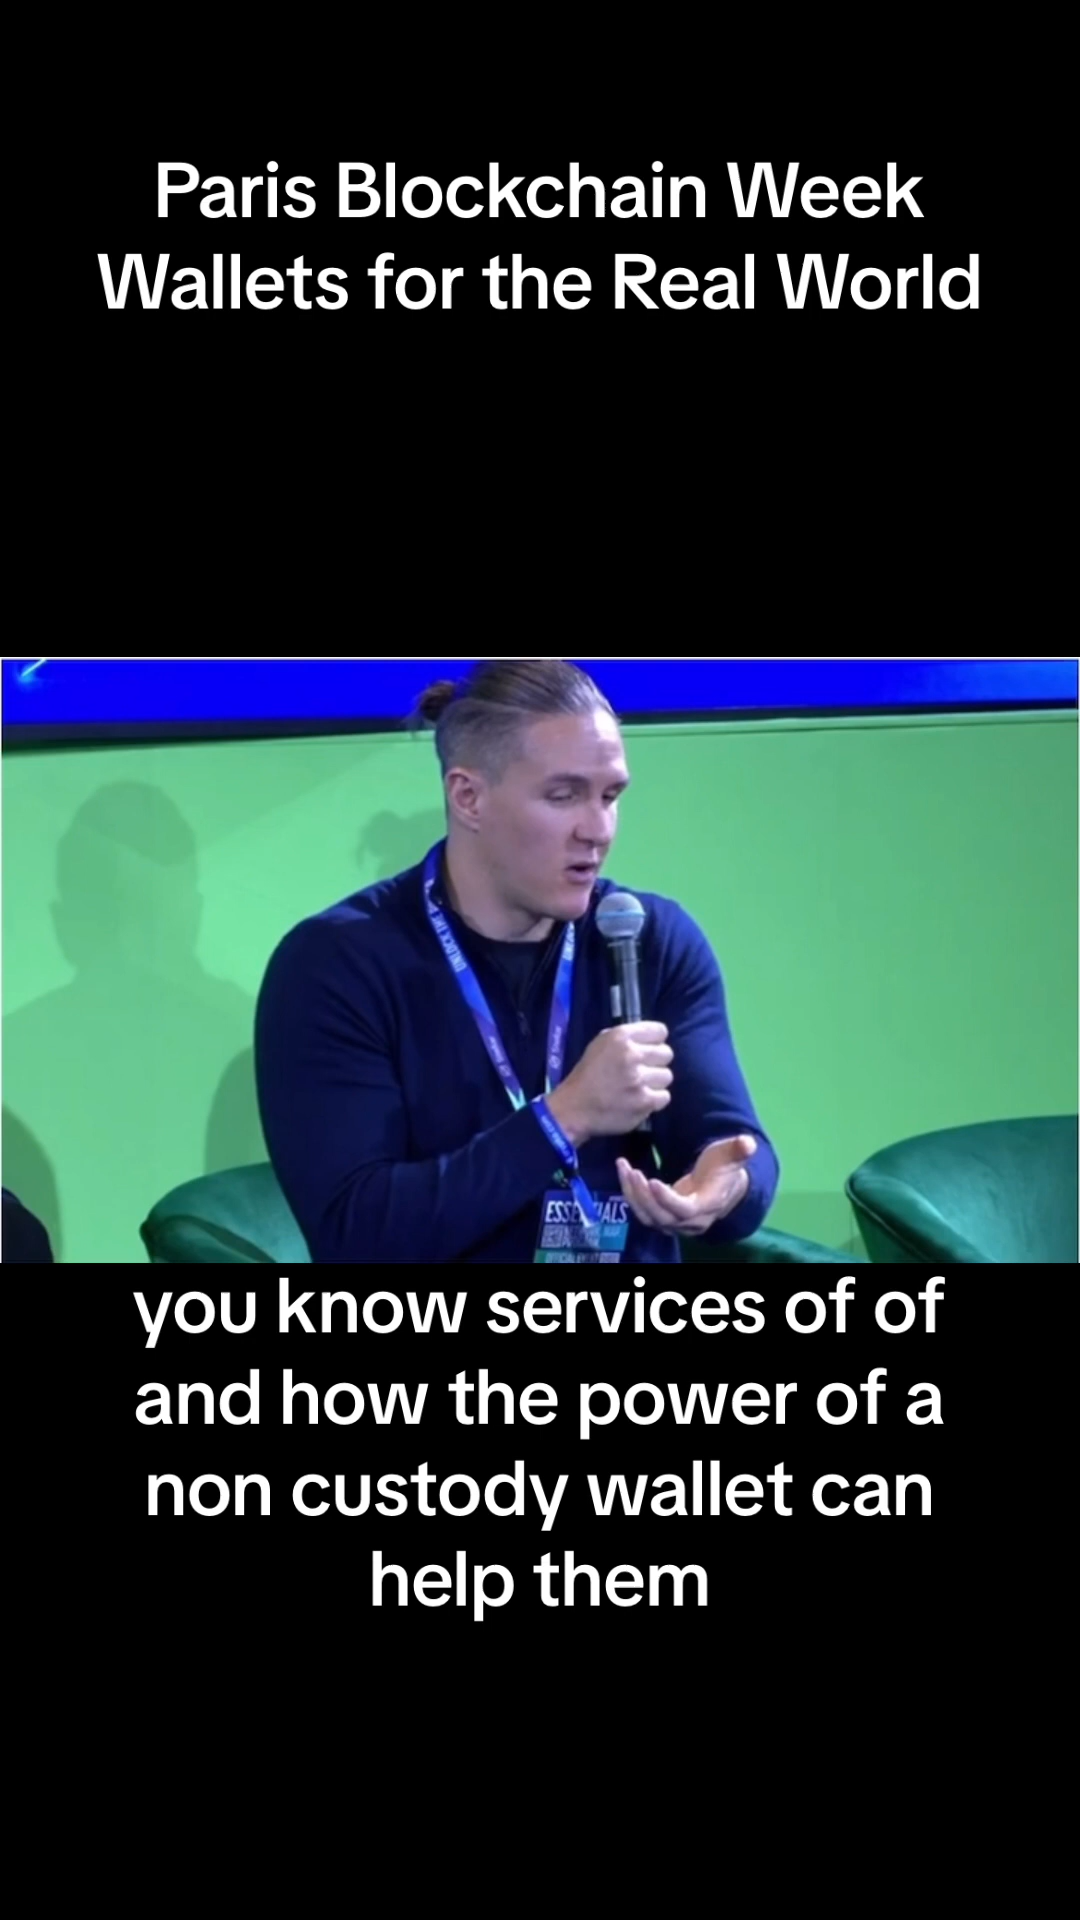 Paris Blockchain Week
Wallets for the Real World
ESSENTIALS
you know services of of
and how the power of a
non custody wallet can
help them